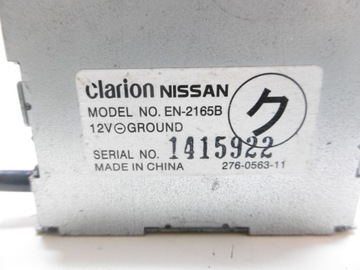 clarion NISSAN
MODEL NO. EN-2165B
12V⊖GROUND
ク
SERIAL NO. 1415922
MADE IN CHINA 276-0563-11